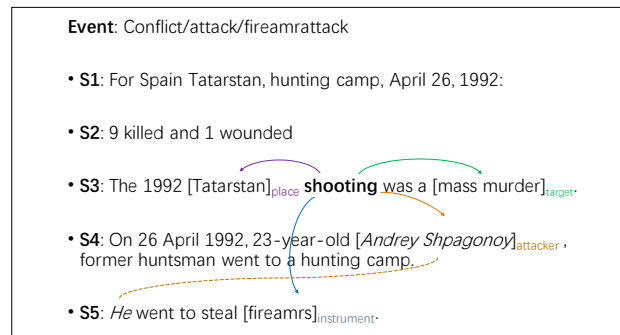 Event: Conflict/attack/fireamrattack
• S1: For Spain Tatarstan, hunting camp, April 26, 1992:
• S2: 9 killed and 1 wounded
• S3: The 1992 [Tatarstan]place shooting was a [mass murder]target.
• S4: On 26 April 1992, 23-year-old [Andrey Shpagonoy]attacker ,
former huntsman went to a hunting camp.
• S5: He went to steal [fireamrs]instrument.